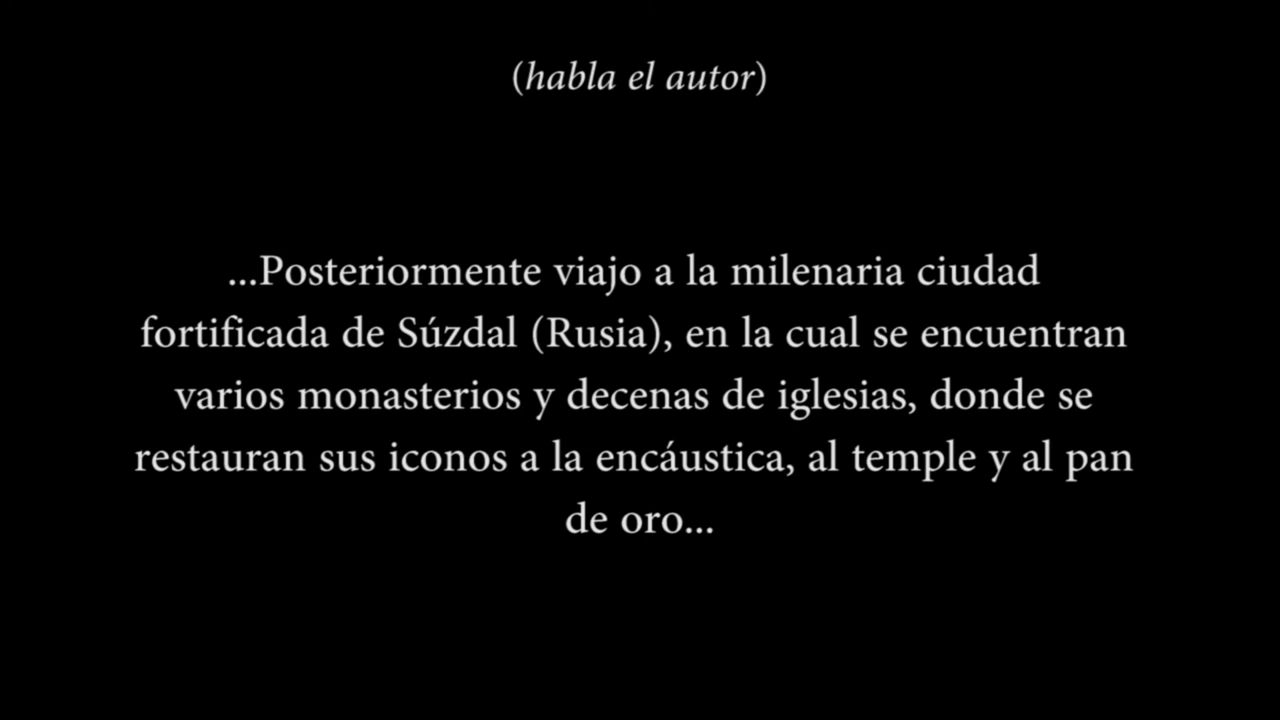 (habla el autor)
...Posteriormente viajo a la milenaria ciudad
fortificada de Súzdal (Rusia), en la cual se encuentran
varios monasterios y decenas de iglesias, donde se
restauran sus iconos a la encáustica, al temple y al pan
de oro...